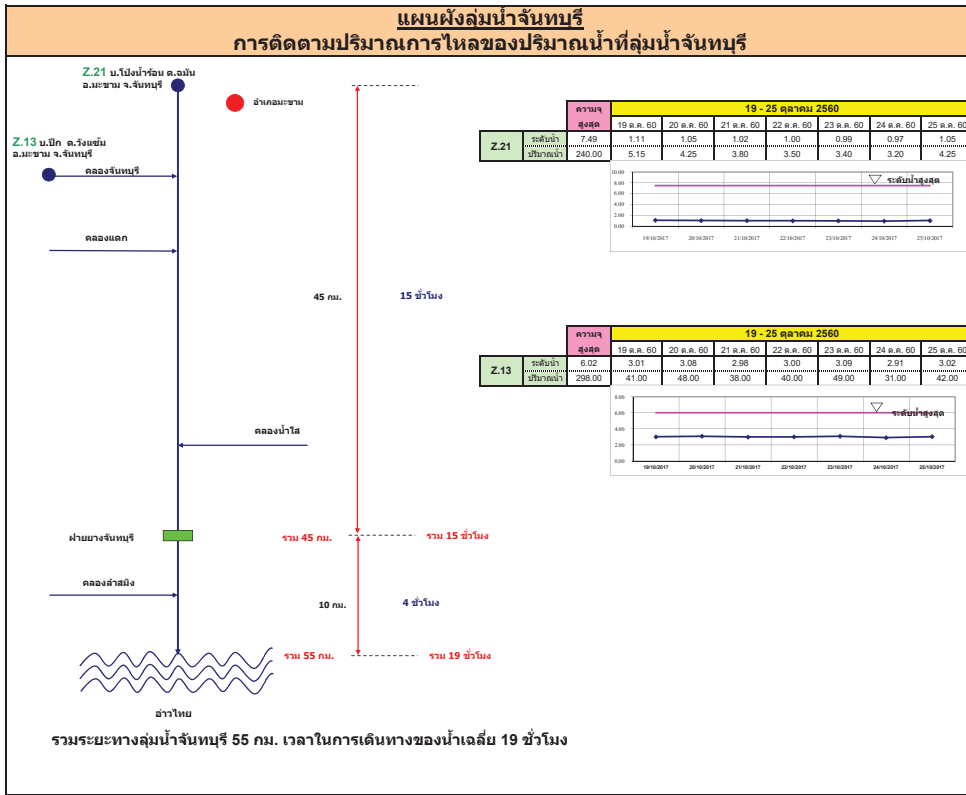 แผนผังลุ่มน้ำจันทบุรี
การติดตามปริมาณการไหลของปริมาณน้ำที่ลุ่มน้ำจันทบุรี
Z.21 บ.โป่งน้ำร้อน ต.ฉมัน
อ.มะขาม จ.จันทบุรี
อำเภอมะขาม
Z.13 บ.ปึก ต.วังแซ้ม
อ.มะขาม จ.จันทบุรี
คลองจันทบุรี
คลองแตก
45 กม.
15 ชั่วโมง
คลองน้ำใส
ฝายยางจันทบุรี
รวม 45 กม.
รวม 15 ชั่วโมง
คลองลำสมิง
10 กม.
4 ชั่วโมง
รวม 55 กม.
รวม 19 ชั่วโมง
อ่าวไทย
รวมระยะทางลุ่มน้ำจันทบุรี 55 กม. เวลาในการเดินทางของน้ำเฉลี่ย 19 ชั่วโมง
ความจุ 19 - 25 ตุลาคม 2560
สูงสุด 19 ต.ค. 60 20 ต.ค. 60 21 ต.ค. 60 22 ต.ค. 60 23 ต.ค. 60 24 ต.ค. 60 25 ต.ค. 60
Z.21
ระดับน้ำ 7.49 1.11 1.05 1.02 1.00 0.99 0.97 1.05
ปริมาณน้ำ 240.00 5.15 4.25 3.80 3.50 3.40 3.20 4.25
10.00
8.00
6.00
4.00
2.00
0.00
ระดับน้ำสูงสุด
19/10/2017 20/10/2017 21/10/2017 22/10/2017 23/10/2017 24/10/2017 25/10/2017
ความจุ 19 - 25 ตุลาคม 2560
สูงสุด 19 ต.ค. 60 20 ต.ค. 60 21 ต.ค. 60 22 ต.ค. 60 23 ต.ค. 60 24 ต.ค. 60 25 ต.ค. 60
Z.13
ระดับน้ำ 6.02 3.01 3.08 2.98 3.00 3.09 2.91 3.02
ปริมาณน้ำ 298.00 41.00 48.00 38.00 40.00 49.00 31.00 42.00
8.00
6.00
4.00
2.00
0.00
ระดับน้ำสูงสุด
19/10/2017 20/10/2017 21/10/2017 22/10/2017 23/10/2017 24/10/2017 25/10/2017